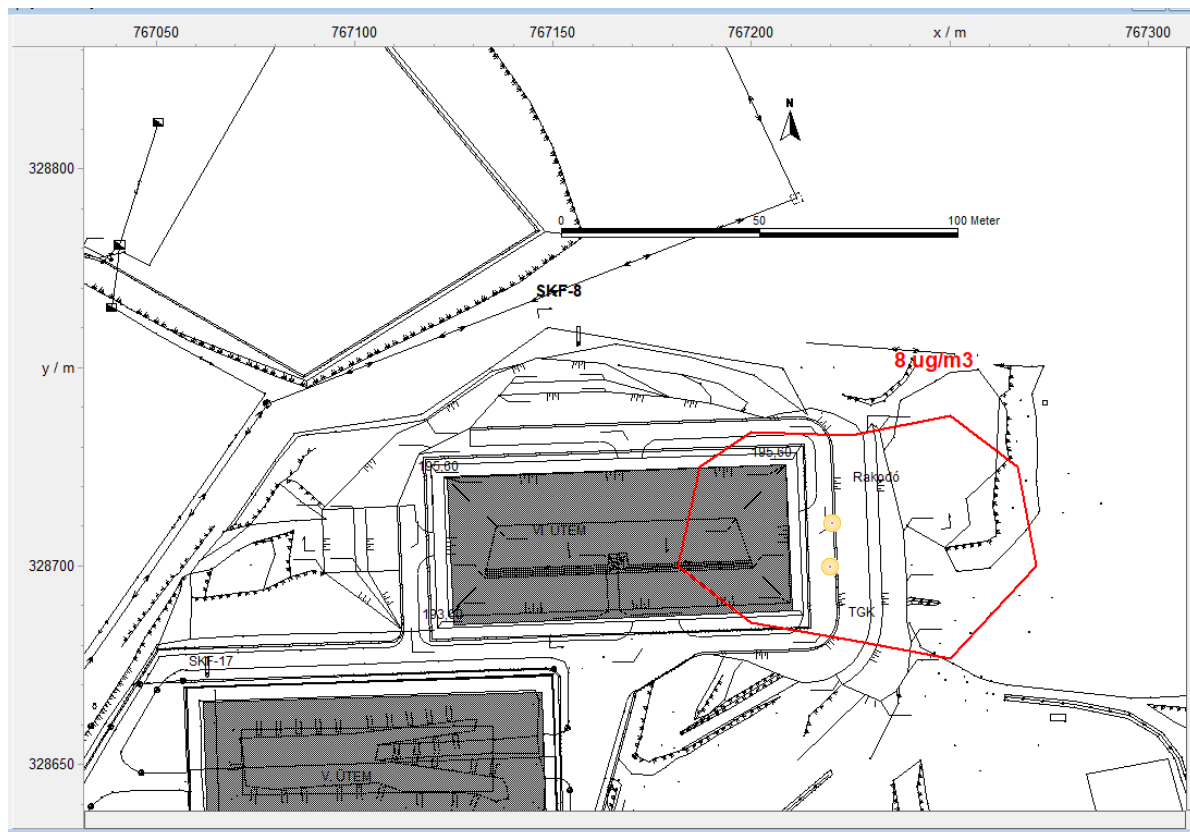 767050 767100 767150 767200 x / m 767300
N
328800
0 50 100 Meter
SKF-8
y / m
8 ug/m3
195,60 195,60
Rakodó
VI. ÜTEM
328700
193,60 TGK
SKF-17
328650
V. ÜTEM